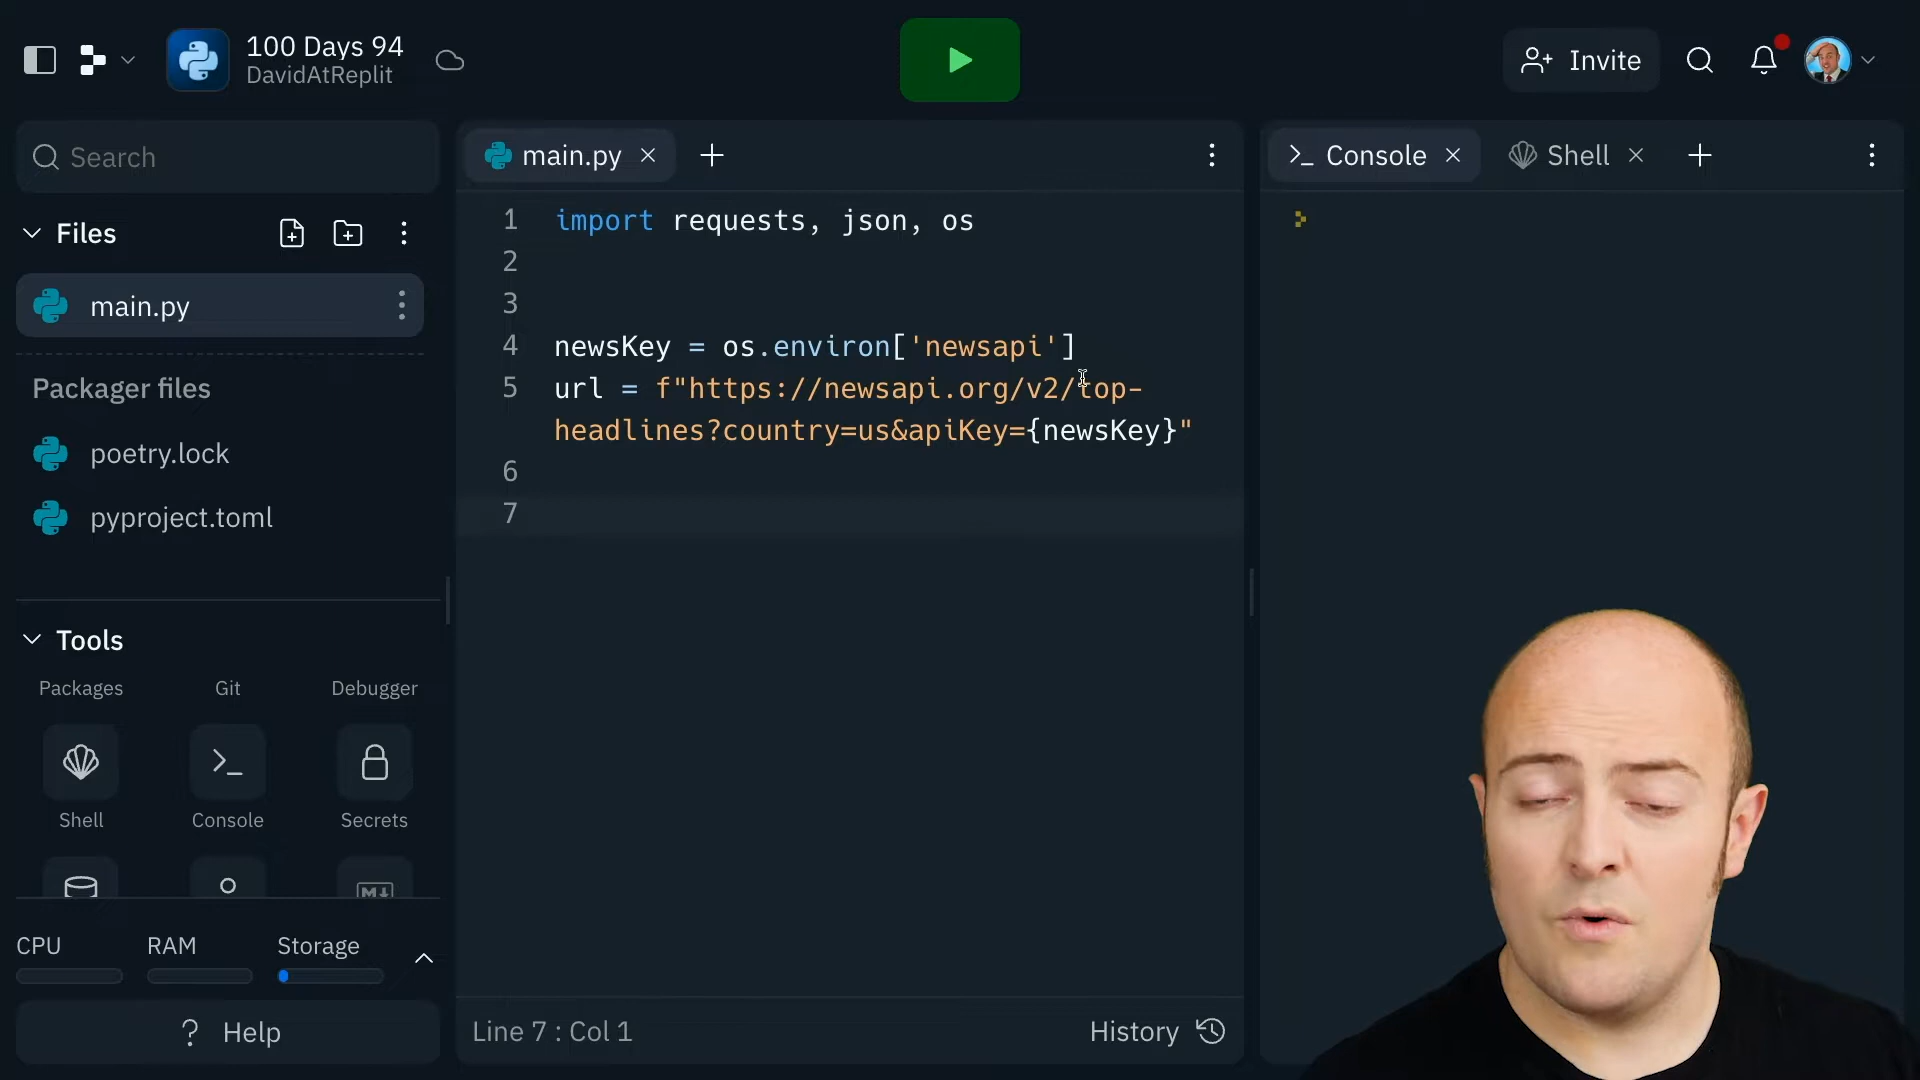 100 Days 94
DavidAtReplit
Invite
Search
Files
main.py
Packager files
poetry.lock
pyproject.toml
Tools
Packages Git Debugger
Shell Console Secrets
M↓
CPU RAM Storage
? Help
main.py
1 import requests, json, os
2
3
4 newsKey = os.environ['newsapi']
5 url = f"https://newsapi.org/v2/top-
headlines?country=us&apiKey={newsKey}"
6
7
Line 7 : Col 1 History
Console Shell